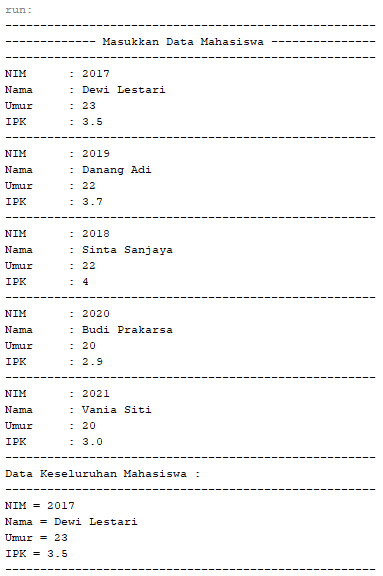 run:
-----------------------------------------------------
------------- Masukkan Data Mahasiswa ---------------
-----------------------------------------------------
NIM      : 2017
Nama     : Dewi Lestari
Umur     : 23
IPK      : 3.5
-----------------------------------------------------
NIM      : 2019
Nama     : Danang Adi
Umur     : 22
IPK      : 3.7
-----------------------------------------------------
NIM      : 2018
Nama     : Sinta Sanjaya
Umur     : 22
IPK      : 4
-----------------------------------------------------
NIM      : 2020
Nama     : Budi Prakarsa
Umur     : 20
IPK      : 2.9
-----------------------------------------------------
NIM      : 2021
Nama     : Vania Siti
Umur     : 20
IPK      : 3.0
-----------------------------------------------------
Data Keseluruhan Mahasiswa :
-----------------------------------------------------
NIM = 2017
Nama = Dewi Lestari
Umur = 23
IPK = 3.5
-----------------------------------------------------